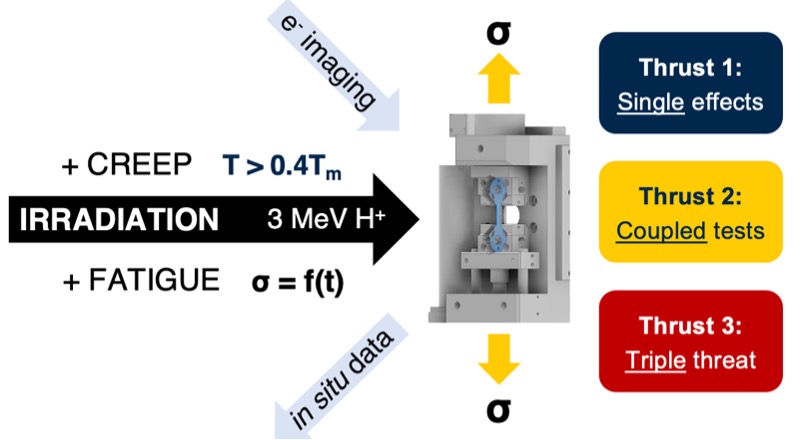 e⁻ imaging
σ
+ CREEP T > 0.4Tₘ
IRRADIATION 3 MeV H⁺
+ FATIGUE σ = f(t)
in situ data
σ
Thrust 1:
Single effects
Thrust 2:
Coupled tests
Thrust 3:
Triple threat